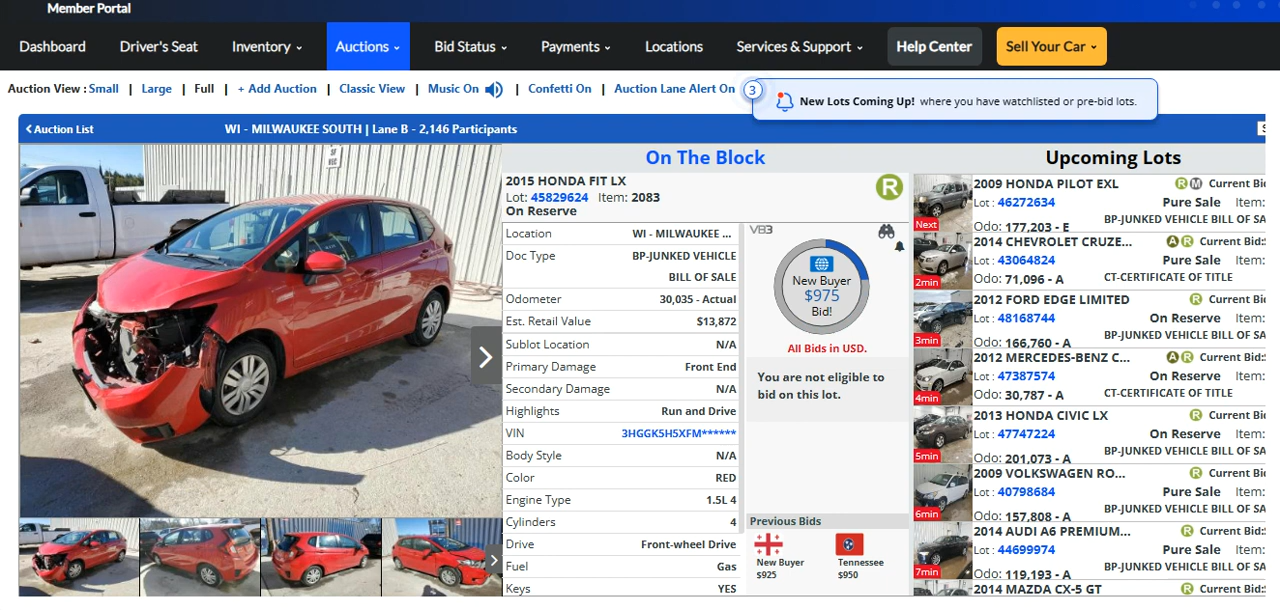 Member Portal
Dashboard
Driver's Seat
Inventory
Auctions
Bid Status
Payments
Locations
Services & Support
Help Center
Sell Your Car
Auction View : Small | Large | Full | + Add Auction | Classic View | Music On | Confetti On | Auction Lane Alert On
3
New Lots Coming Up! where you have watchlisted or pre-bid lots.
Auction List
WI - MILWAUKEE SOUTH | Lane B - 2,146 Participants
On The Block
2015 HONDA FIT LX
Lot: 45829624 Item: 2083
On Reserve
R
Location WI - MILWAUKEE ...
Doc Type BP-JUNKED VEHICLE
BILL OF SALE
Odometer 30,035 - Actual
Est. Retail Value $13,872
Sublot Location N/A
Primary Damage Front End
Secondary Damage N/A
Highlights Run and Drive
VIN 3HGGK5H5XFM******
Body Style N/A
Color RED
Engine Type 1.5L 4
Cylinders 4
Drive Front-wheel Drive
Fuel Gas
Keys YES
VB3
New Buyer
$975
Bid!
All Bids in USD.
You are not eligible to
bid on this lot.
Previous Bids
New Buyer
$925
Tennessee
$950
Upcoming Lots
2009 HONDA PILOT EXL R M Current Bi
Lot : 46272634 Pure Sale Item:
BP-JUNKED VEHICLE BILL OF SA
Odo: 177,203 - E
Next
2014 CHEVROLET CRUZE... A R Current Bid:
Lot : 43064824 Pure Sale Item:
Odo: 71,096 - A CT-CERTIFICATE OF TITLE
2min
2012 FORD EDGE LIMITED R Current Bi
Lot : 48168744 On Reserve Item:
BP-JUNKED VEHICLE BILL OF SA
Odo: 166,760 - A
3min
2012 MERCEDES-BENZ C... A R Current Bid:
Lot : 47387574 On Reserve Item:
Odo: 30,787 - A CT-CERTIFICATE OF TITLE
4min
2013 HONDA CIVIC LX R Current Bi
Lot : 47747224 On Reserve Item:
BP-JUNKED VEHICLE BILL OF SA
Odo: 201,073 - A
5min
2009 VOLKSWAGEN RO... R Current Bi
Lot : 40798684 Pure Sale Item:
BP-JUNKED VEHICLE BILL OF SA
Odo: 157,808 - A
6min
2014 AUDI A6 PREMIUM... R Current Bid:
Lot : 44699974 Pure Sale Item:
BP-JUNKED VEHICLE BILL OF SA
Odo: 119,193 - A
7min
2014 MAZDA CX-5 GT R Current Bid: